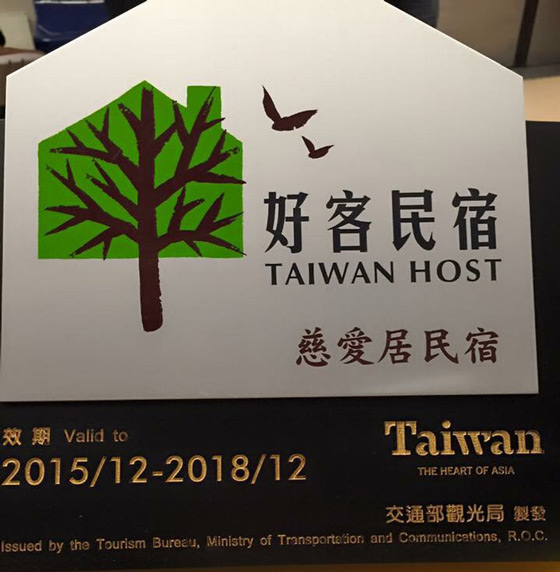 好客民宿
TAIWAN HOST
慈愛居民宿
效期 Valid to
2015/12-2018/12
Taiwan
THE HEART OF ASIA
交通部觀光局 製發
Issued by the Tourism Bureau, Ministry of Transportation and Communications, R.O.C.